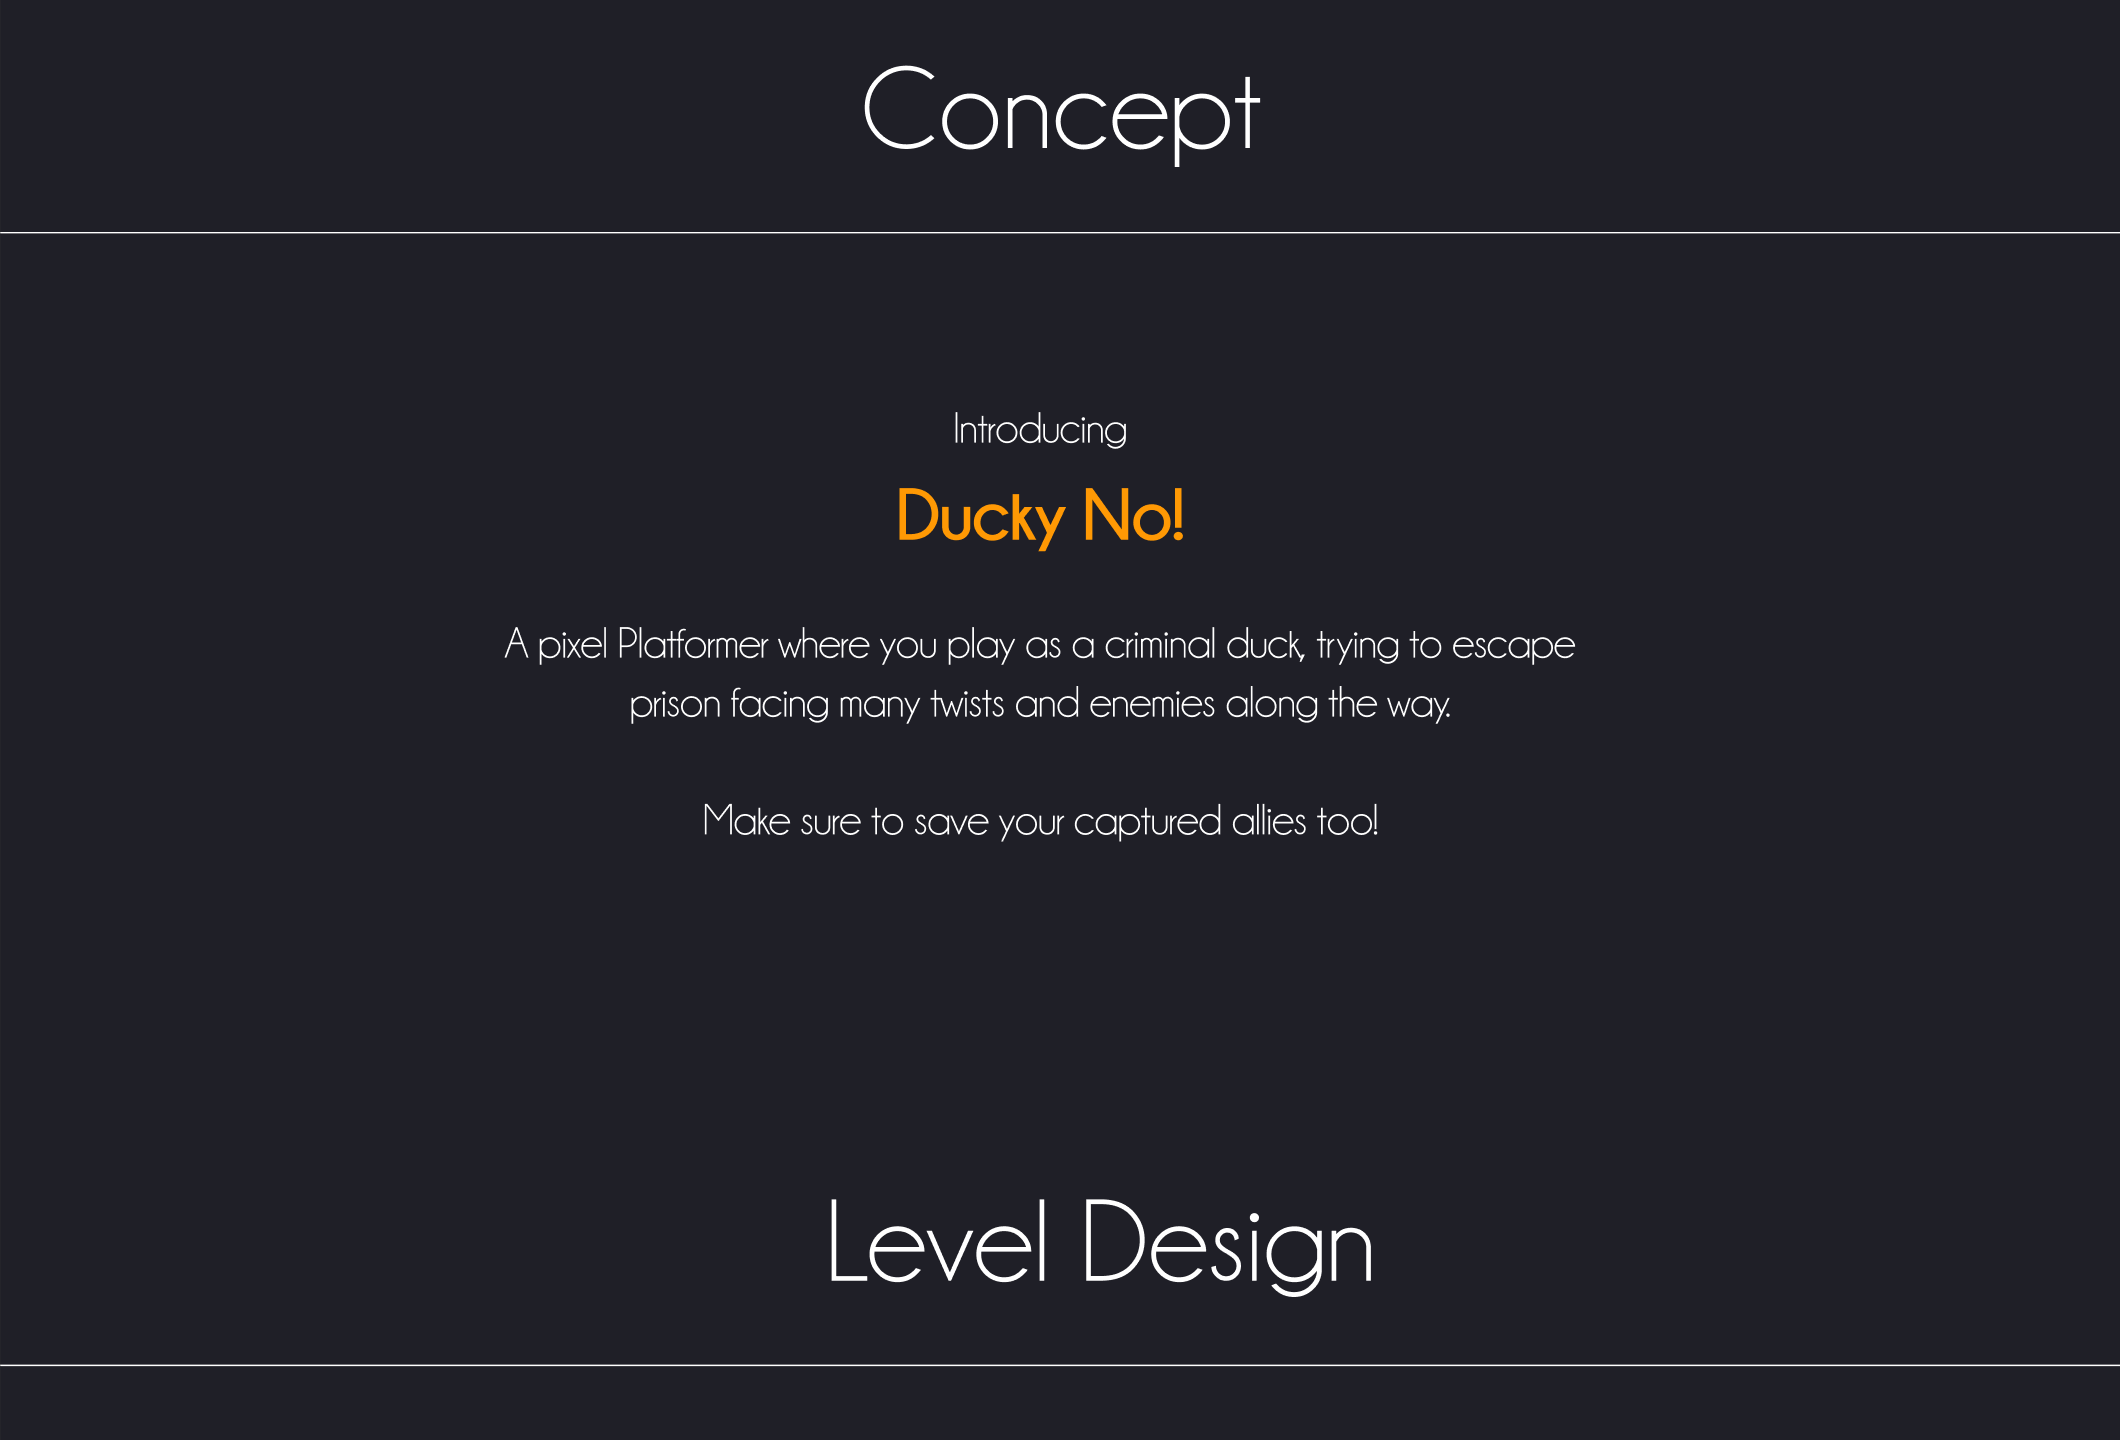 Concept
Introducing
Ducky No!
A pixel Platformer where you play as a criminal duck, trying to escape
prison facing many twists and enemies along the way.
Make sure to save your captured allies too!
Level Design